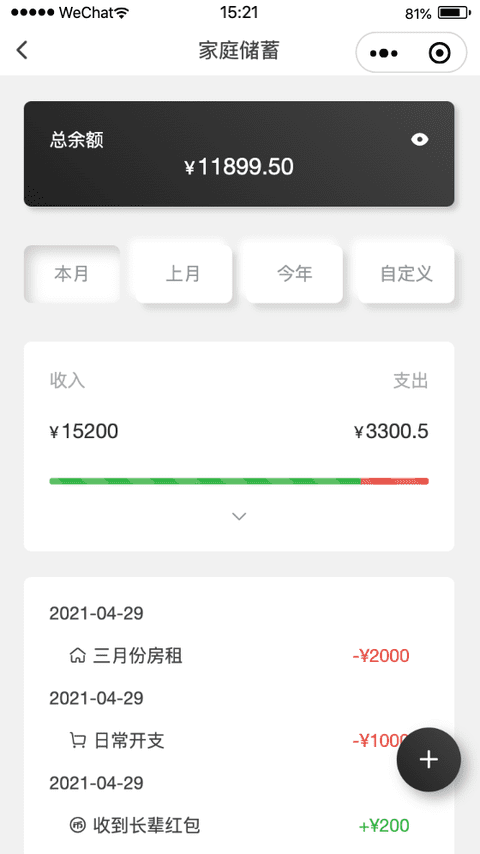 WeChat 15:21 81%
家庭储蓄
总余额
¥11899.50
本月 上月 今年 自定义
收入 支出
¥15200 ¥3300.5
2021-04-29
三月份房租 -¥2000
2021-04-29
日常开支 -¥1000
2021-04-29
收到长辈红包 +¥200